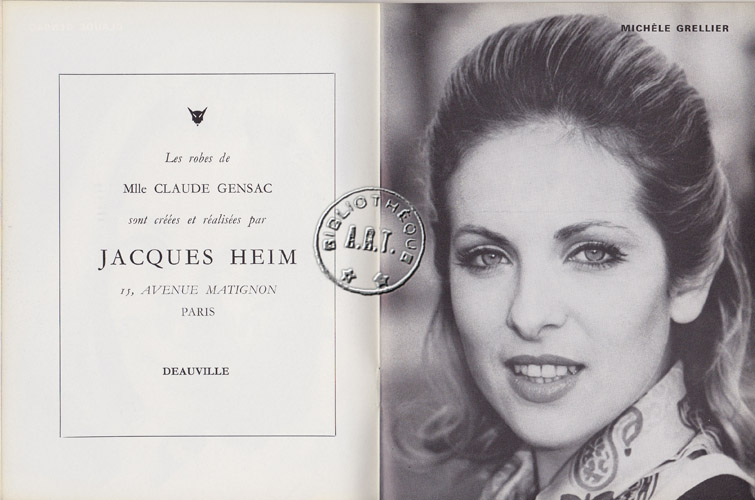 Les robes de
Mlle CLAUDE GENSAC
sont créées et réalisées par
JACQUES HEIM
15, AVENUE MATIGNON
PARIS
DEAUVILLE
BIBLIOTHÈQUE
A.R.T.
MICHÈLE GRELLIER